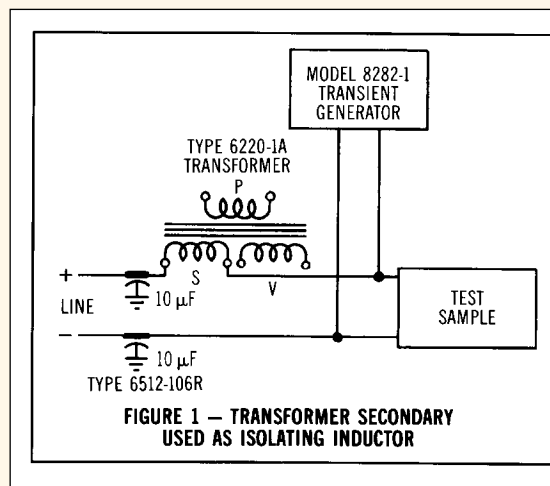 MODEL 8282-1
TRANSIENT
GENERATOR
TYPE 6220-1A
TRANSFORMER
P
S
V
+
LINE
10 µF
TEST
SAMPLE
−
10 µF
TYPE 6512-106R
FIGURE 1 — TRANSFORMER SECONDARY
USED AS ISOLATING INDUCTOR